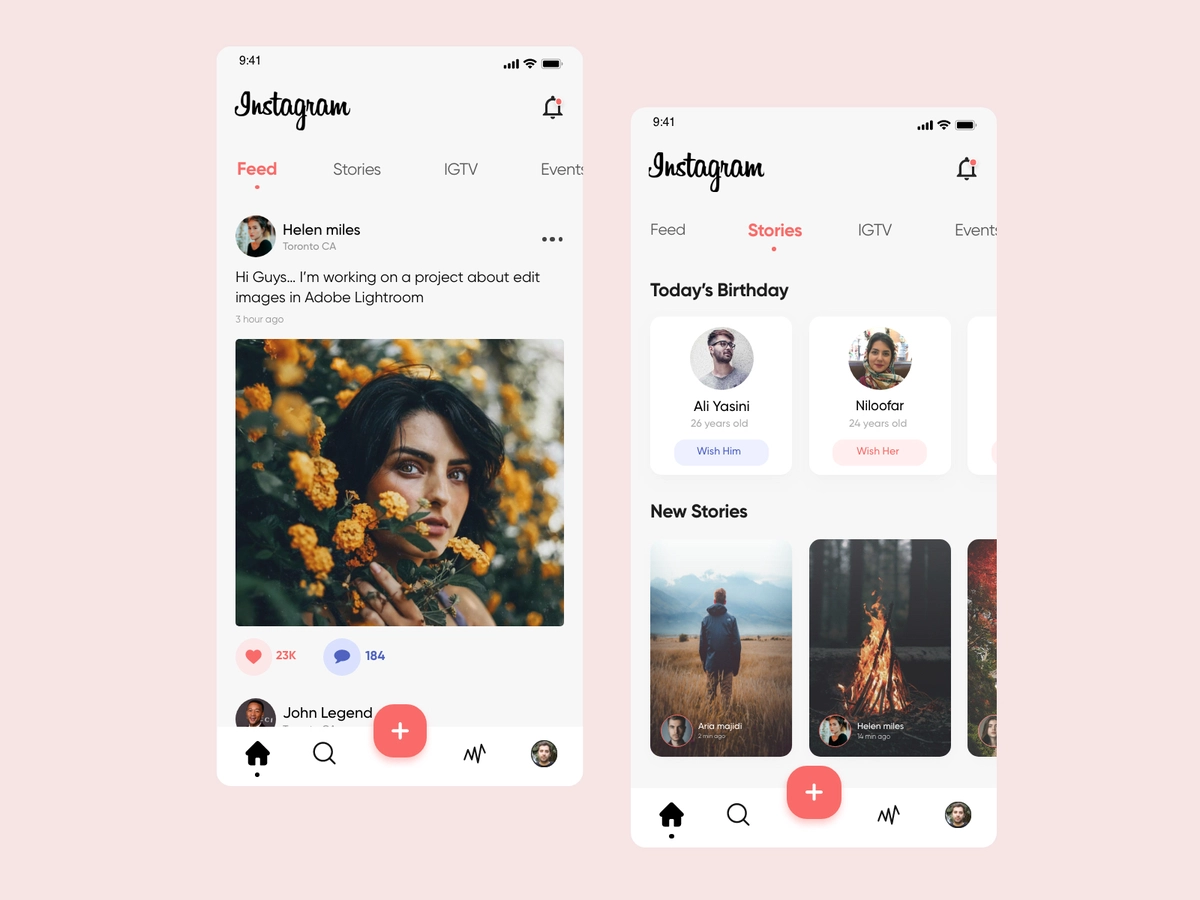 9:41
Instagram
Feed
Stories
IGTV
Events
Helen miles
Toronto CA
Hi Guys... I'm working on a project about edit
images in Adobe Lightroom
3 hour ago
23K
184
John Legend
9:41
Instagram
Feed
Stories
IGTV
Events
Today's Birthday
Ali Yasini
26 years old
Wish Him
Niloofar
24 years old
Wish Her
New Stories
Aria majidi
2 min ago
Helen miles
14 min ago